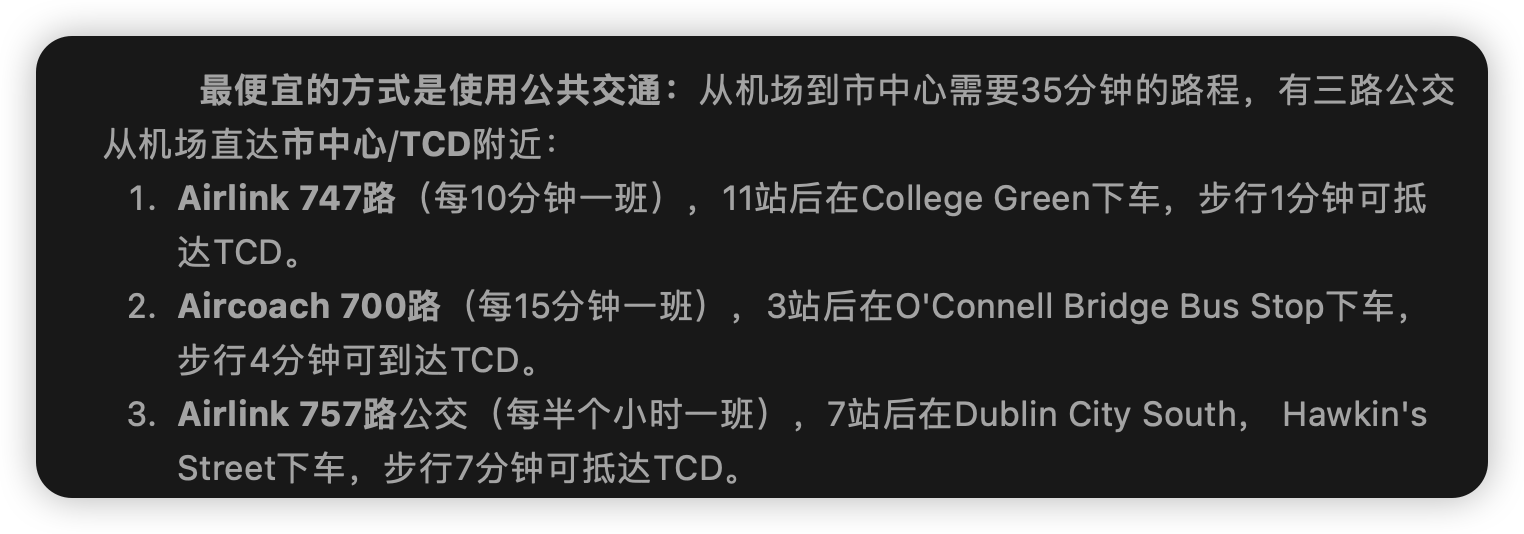 最便宜的方式是使用公共交通：从机场到市中心需要35分钟的路程，有三路公交
从机场直达市中心/TCD附近：
1. Airlink 747路（每10分钟一班），11站后在College Green下车，步行1分钟可抵
达TCD。
2. Aircoach 700路（每15分钟一班），3站后在O'Connell Bridge Bus Stop下车，
步行4分钟可到达TCD。
3. Airlink 757路公交（每半个小时一班），7站后在Dublin City South， Hawkin's
Street下车，步行7分钟可抵达TCD。